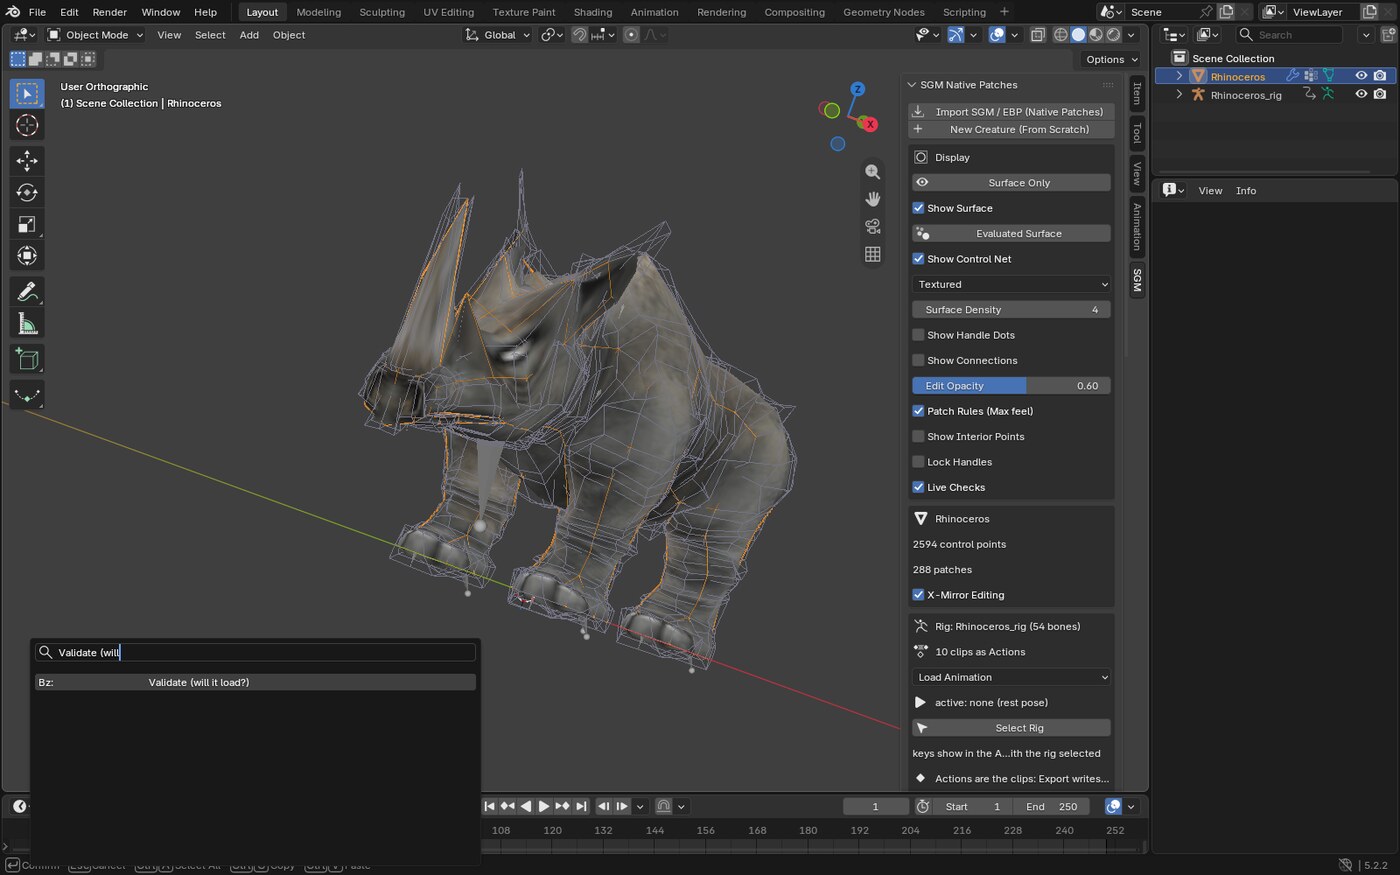 File Edit Render Window Help Layout Modeling Sculpting UV Editing Texture Paint Shading Animation Rendering Compositing Geometry Nodes Scripting + Scene ViewLayer
Object Mode View Select Add Object Global
Search
Options
User Orthographic
(1) Scene Collection | Rhinoceros
Z
X
SGM Native Patches
Import SGM / EBP (Native Patches)
New Creature (From Scratch)
Display
Surface Only
Show Surface
Evaluated Surface
Show Control Net
Textured
Surface Density 4
Show Handle Dots
Show Connections
Edit Opacity 0.60
Patch Rules (Max feel)
Show Interior Points
Lock Handles
Live Checks
Rhinoceros
2594 control points
288 patches
X-Mirror Editing
Rig: Rhinoceros_rig (54 bones)
10 clips as Actions
Load Animation
active: none (rest pose)
Select Rig
keys show in the A...ith the rig selected
Actions are the clips: Export writes...
Item
Tool
View
Animation
SGM
Scene Collection
Rhinoceros
Rhinoceros_rig
View Info
Validate (will
Bz: Validate (will it load?)
1 Start 1 End 250
108 120 132 144 156 168 180 192 204 216 228 240 252
5.2.2